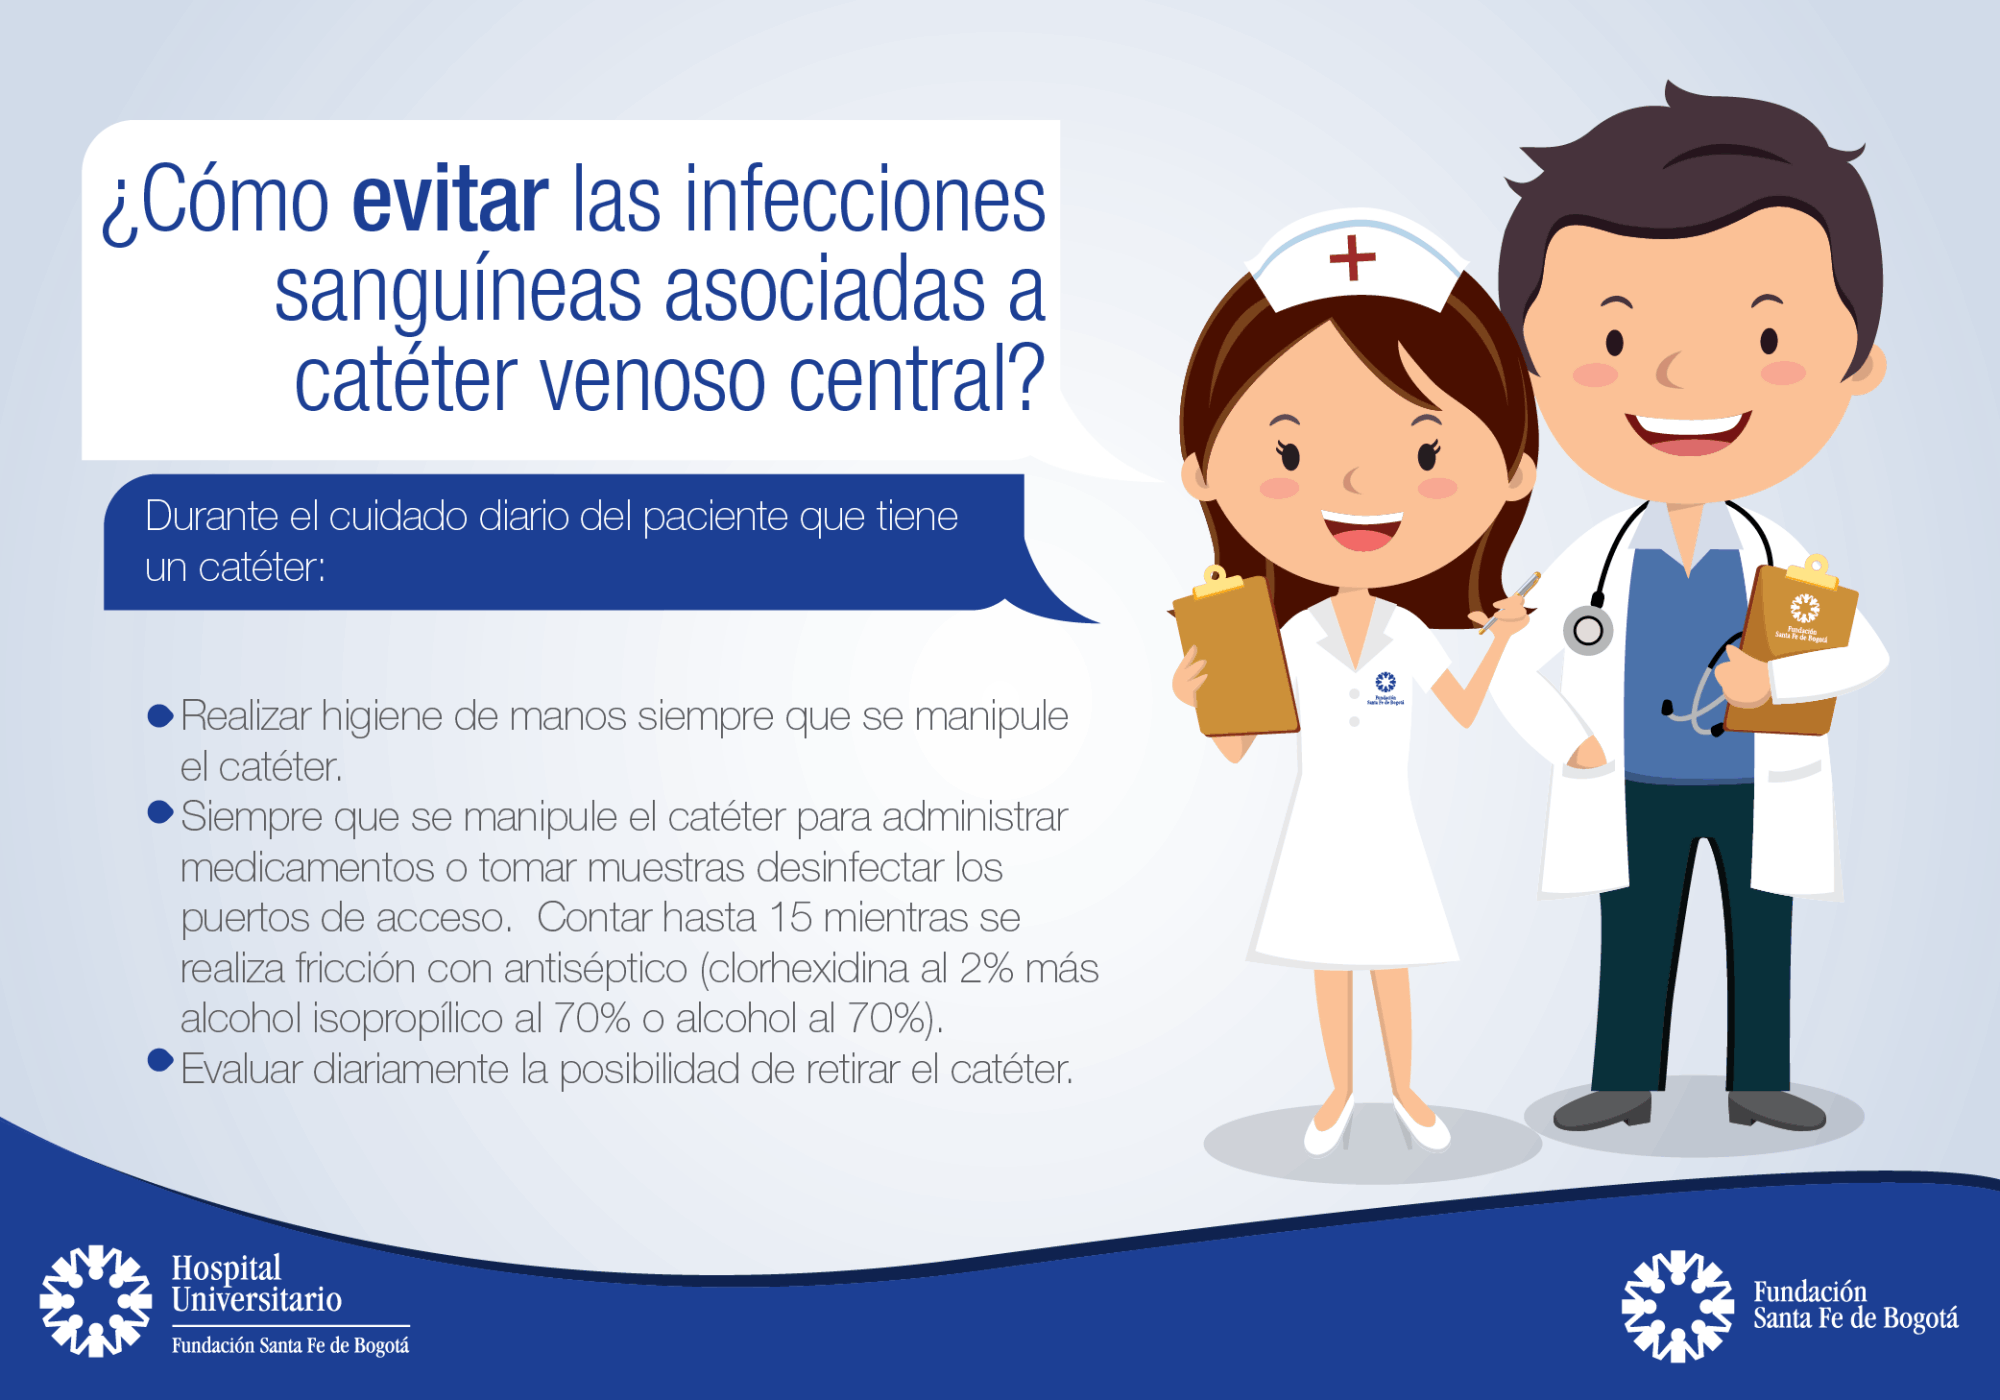 ¿Cómo evitar las infecciones
sanguíneas asociadas a
catéter venoso central?
Durante el cuidado diario del paciente que tiene
un catéter:
Realizar higiene de manos siempre que se manipule
el catéter.
Siempre que se manipule el catéter para administrar
medicamentos o tomar muestras desinfectar los
puertos de acceso. Contar hasta 15 mientras se
realiza fricción con antiséptico (clorhexidina al 2% más
alcohol isopropílico al 70% o alcohol al 70%).
Evaluar diariamente la posibilidad de retirar el catéter.
Fundación
Santa Fe de Bogotá
Fundación
Santa Fe de Bogotá
Hospital
Universitario
Fundación Santa Fe de Bogotá
Fundación
Santa Fe de Bogotá